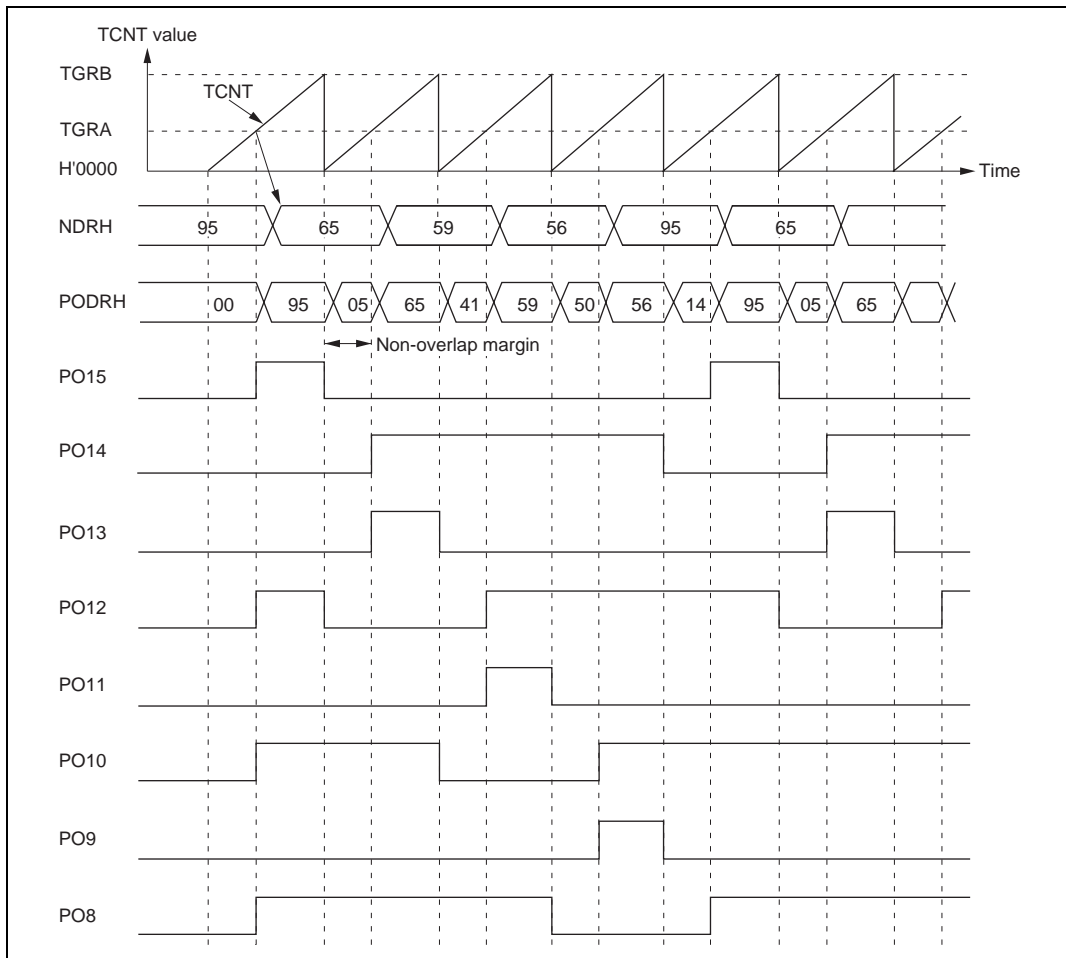 TCNT value
TGRB
TCNT
TGRA
H'0000
Time
NDRH 95 65 59 56 95 65
PODRH 00 95 05 65 41 59 50 56 14 95 05 65
Non-overlap margin
PO15
PO14
PO13
PO12
PO11
PO10
PO9
PO8